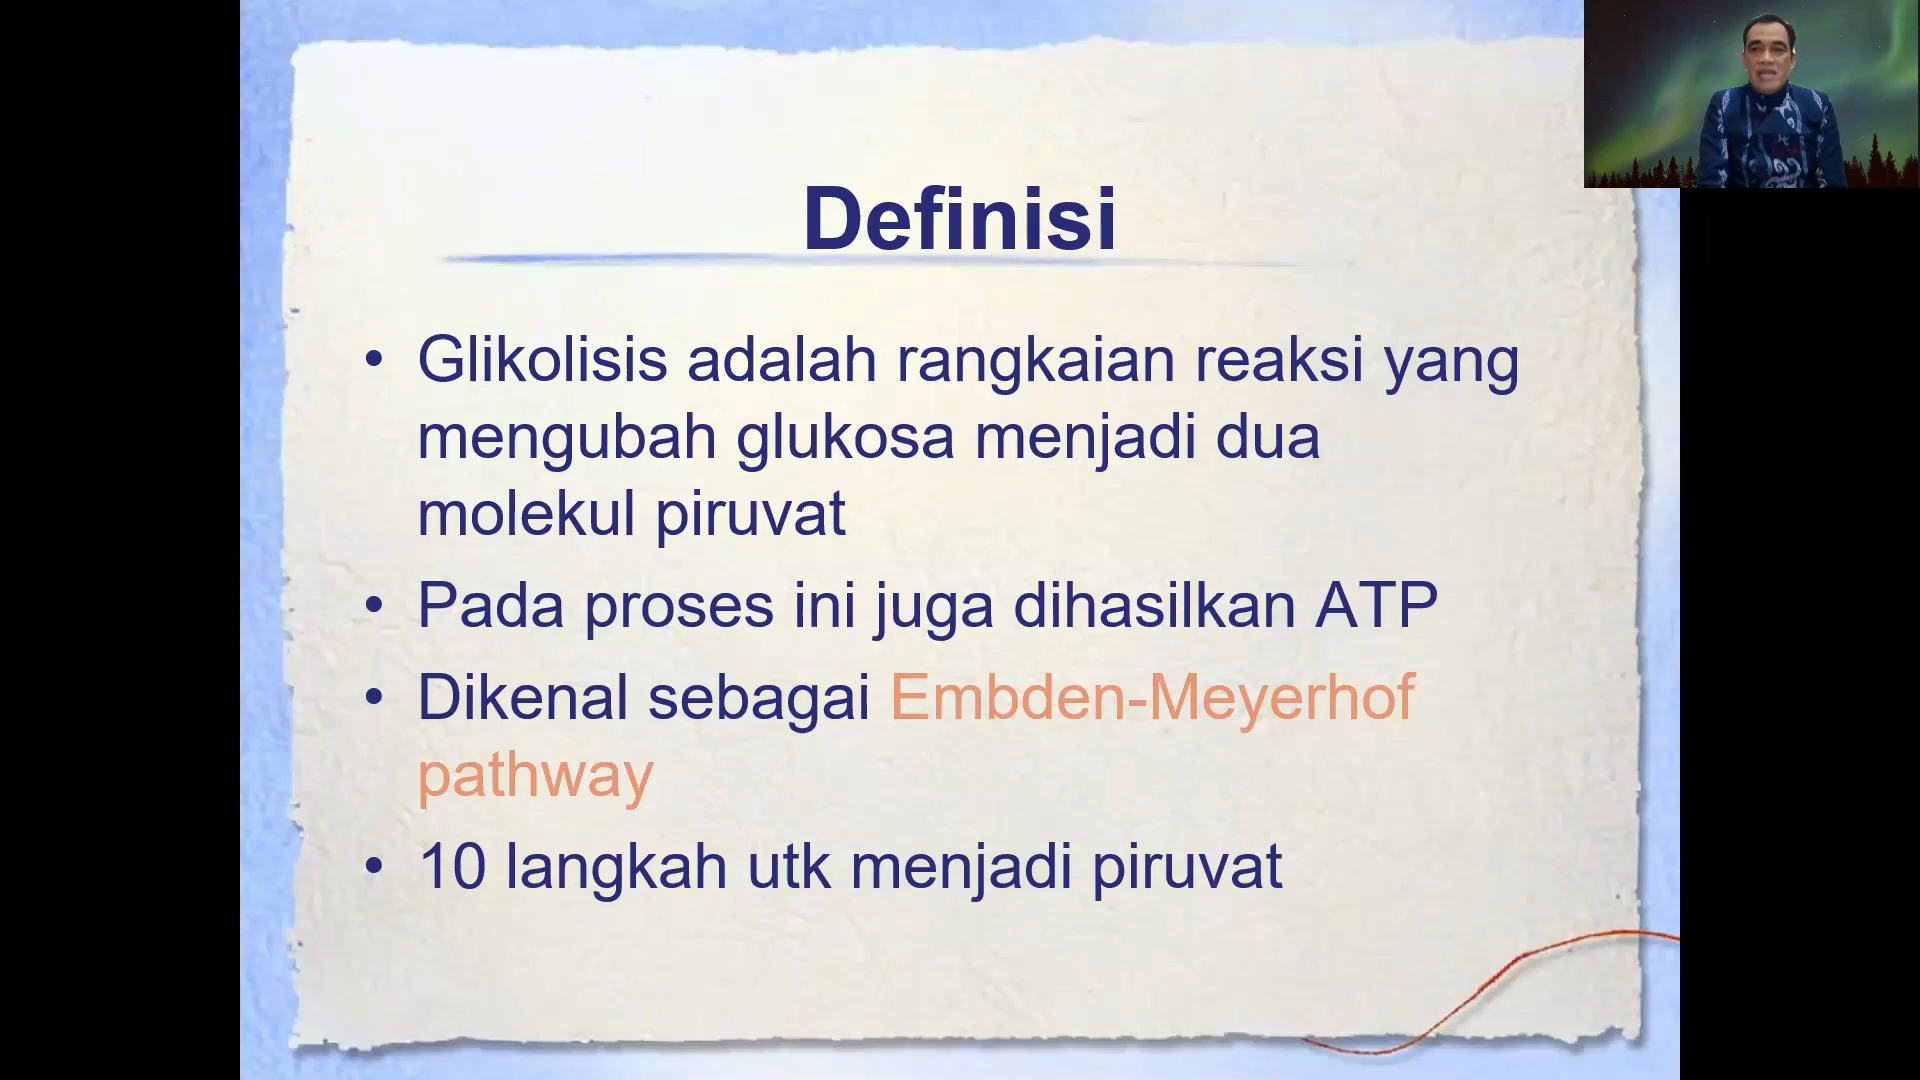 Definisi
• Glikolisis adalah rangkaian reaksi yang
mengubah glukosa menjadi dua
molekul piruvat
• Pada proses ini juga dihasilkan ATP
• Dikenal sebagai Embden-Meyerhof
pathway
• 10 langkah utk menjadi piruvat